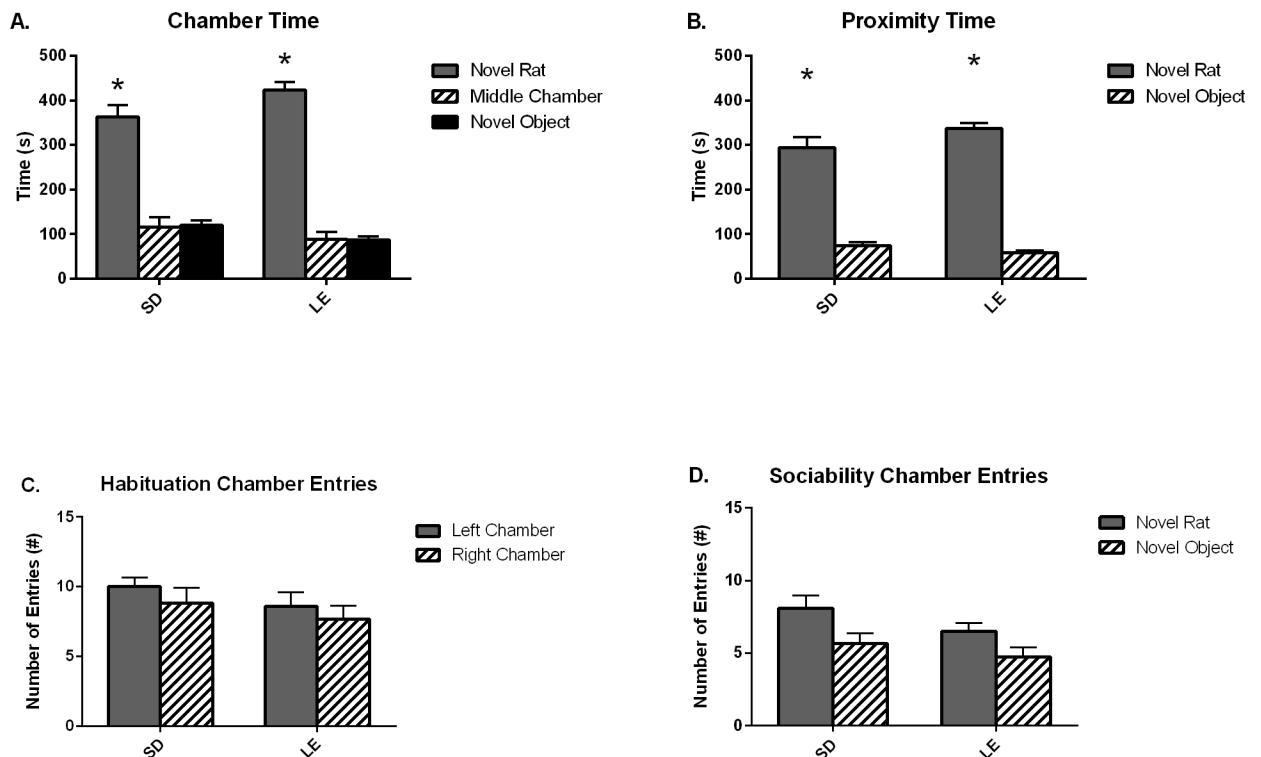 A.
Chamber Time
500
400
300
200
100
0
Time (s)
*
*
SD
LE
Novel Rat
Middle Chamber
Novel Object
B.
Proximity Time
500
400
300
200
100
0
Time (s)
*
*
SD
LE
Novel Rat
Novel Object
C.
Habituation Chamber Entries
15
10
5
0
Number of Entries (#)
SD
LE
Left Chamber
Right Chamber
D.
Sociability Chamber Entries
15
10
5
0
Number of Entries (#)
SD
LE
Novel Rat
Novel Object